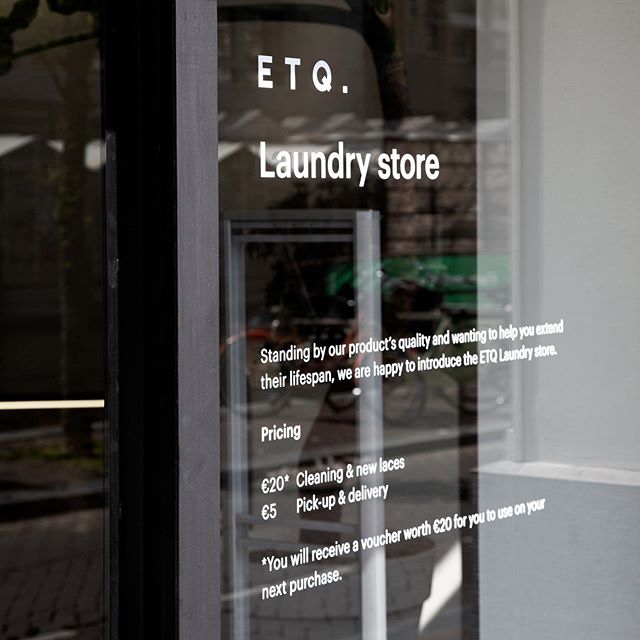 ETQ.
Laundry store
Standing by our product's quality and wanting to help you extend
their lifespan, we are happy to introduce the ETQ Laundry store.
Pricing
€20* Cleaning & new laces
€5 Pick-up & delivery
*You will receive a voucher worth €20 for you to use on your
next purchase.